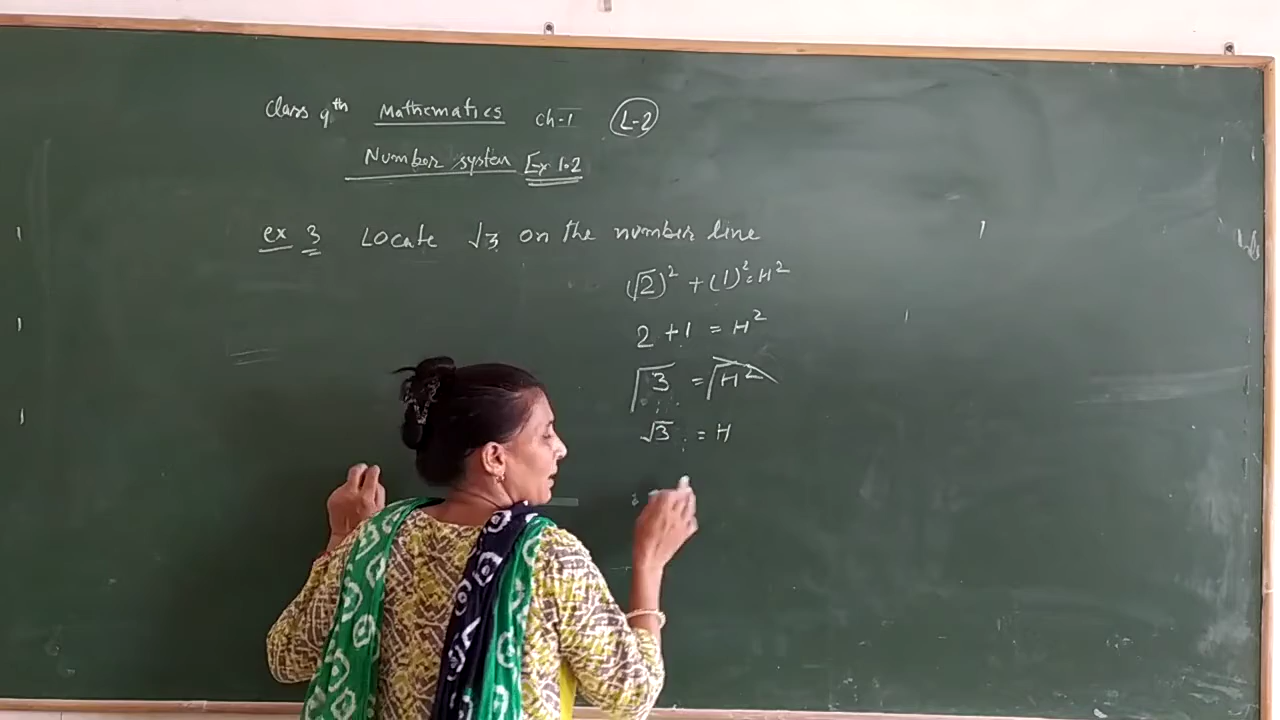 Class 9th Mathematics ch-I L-2
Number system Ex 1.2
ex 3 Locate √3 on the number line
(√2)² + (1)² = H²
2 + 1 = H²
√3 = √H²
√3 = H